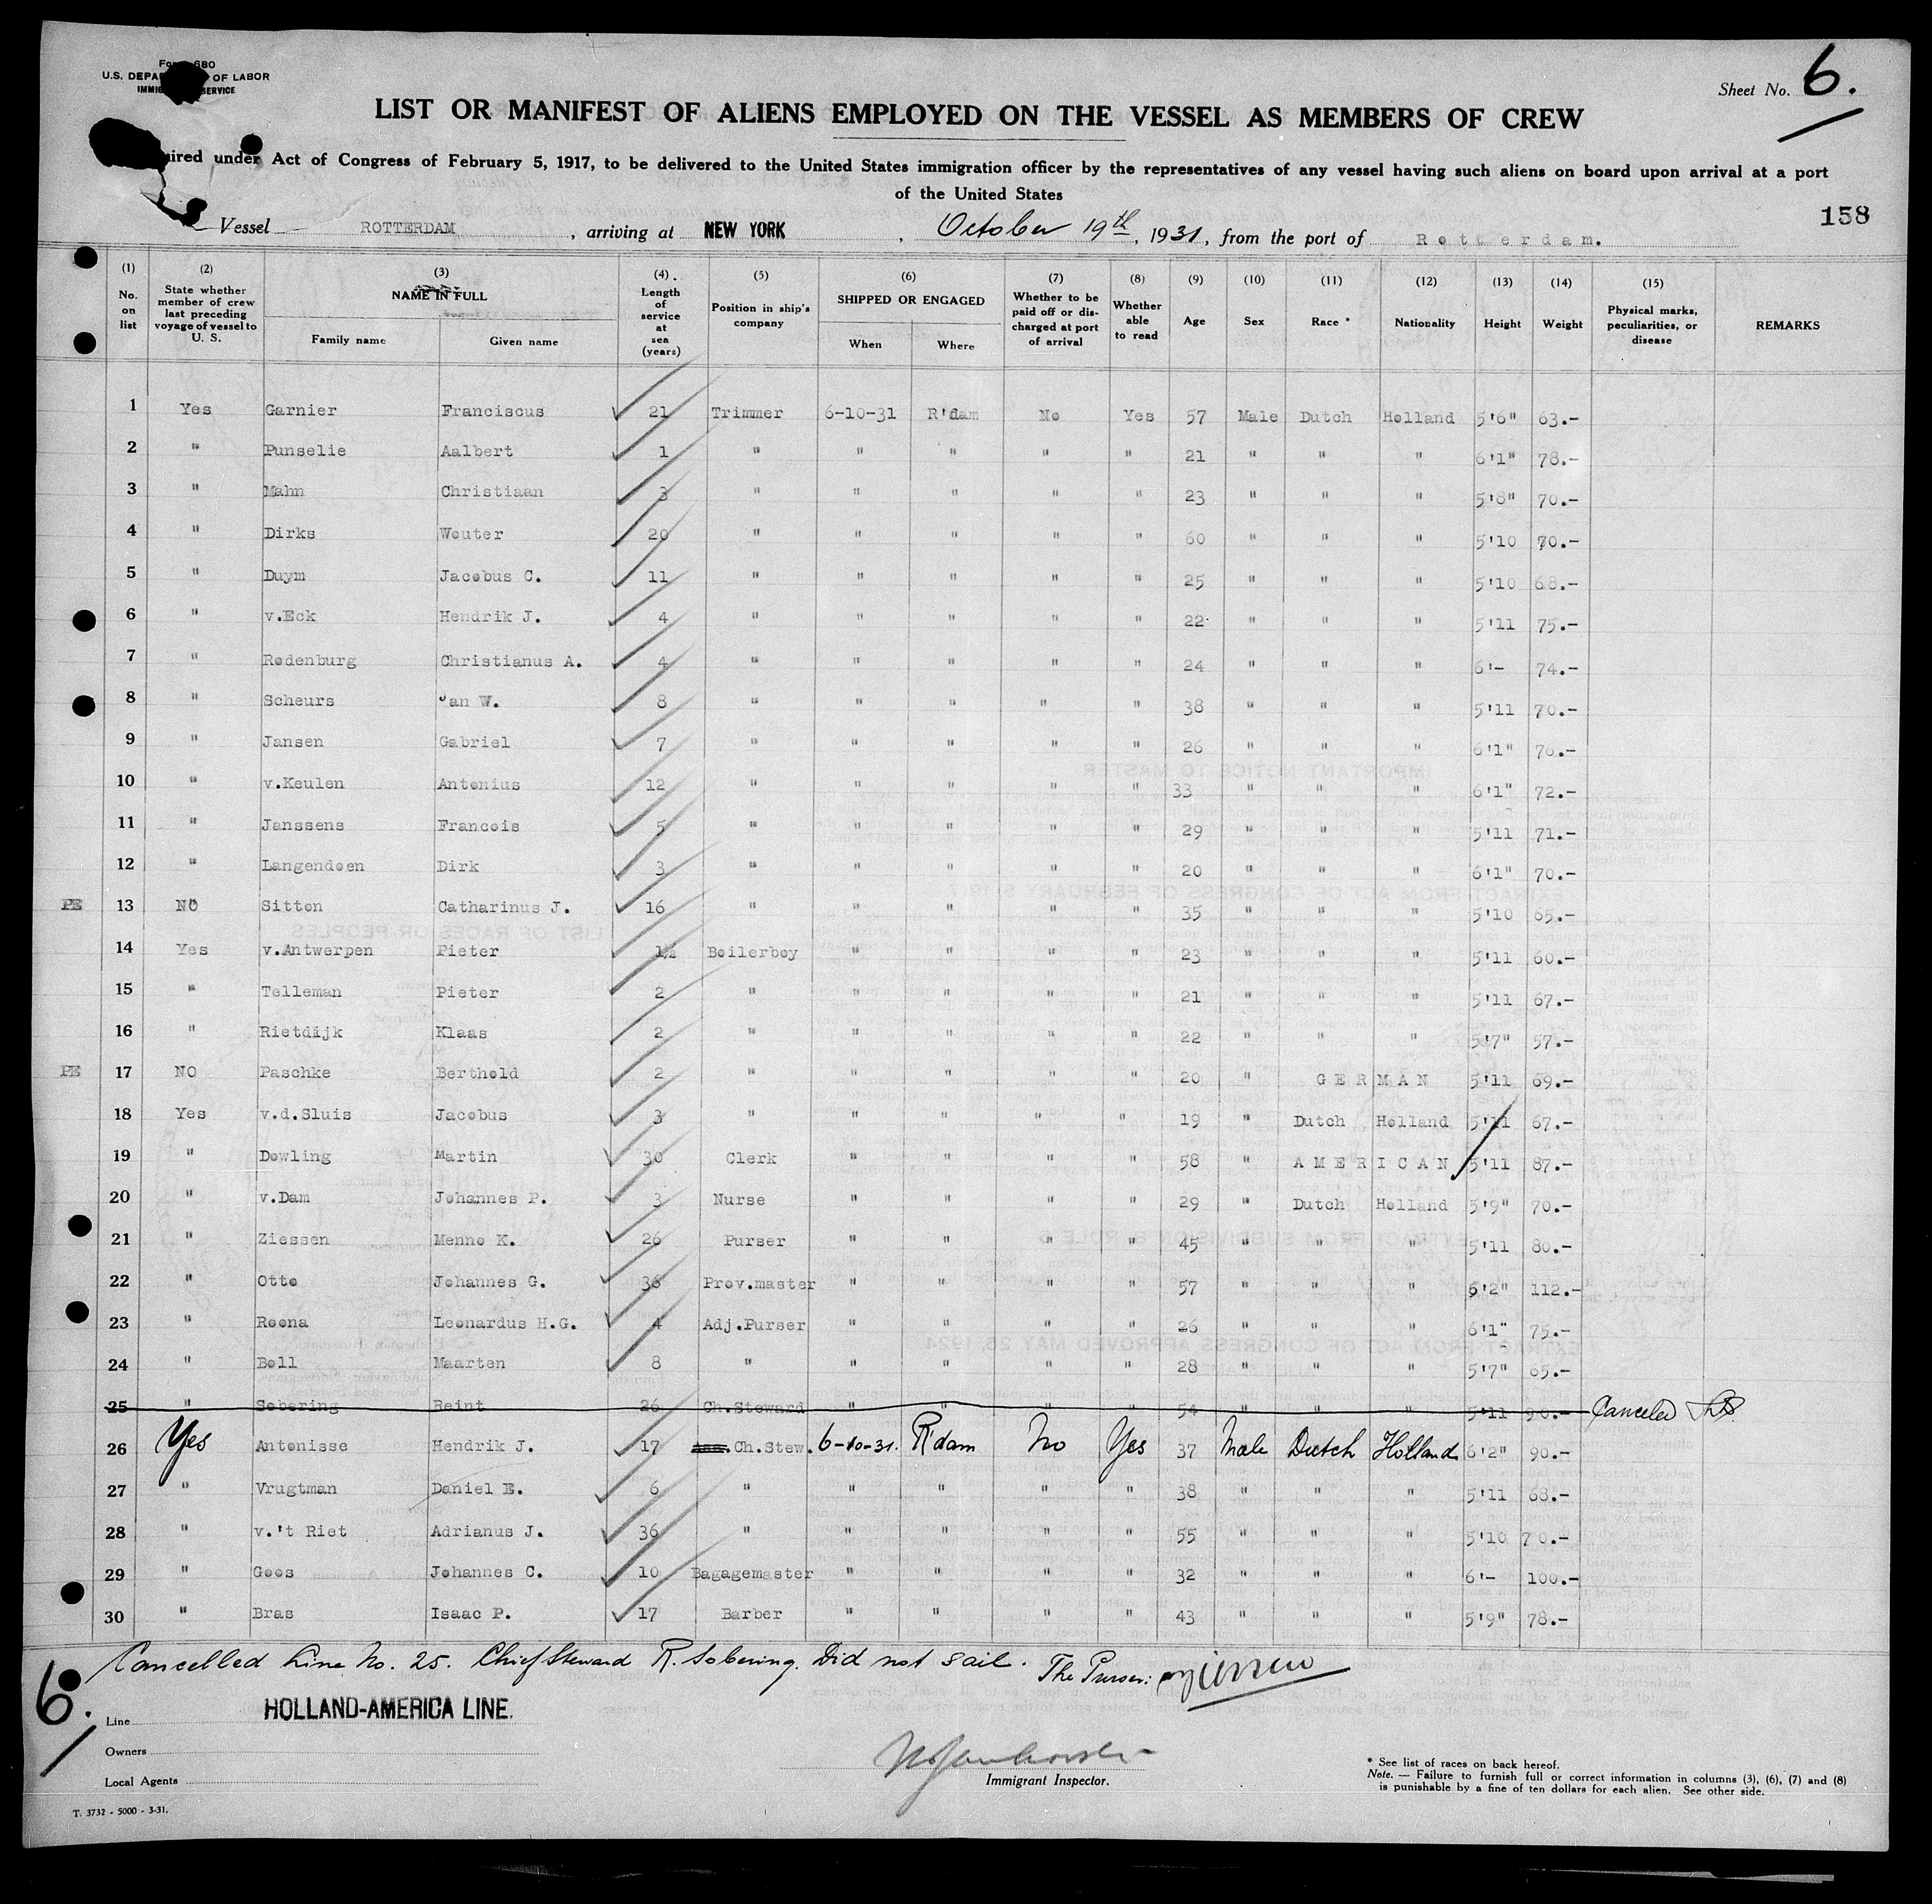 Sheet No. 6.
U.S. OF LABOR
LIST OR MANIFEST OF ALIENS EMPLOYED ON THE VESSEL AS MEMBERS OF CREW
under Act of Congress of February 5, 1917, to be delivered to the United States immigration officer by the representatives of any vessel having such aliens on board upon arrival at a port
of the United States
158
Vessel ROTTERDAM, arriving at NEW YORK, October 19th, 1931, from the port of Rotterdam.
(1) No. on list (2) State whether member of crew last preceding voyage of vessel to U. S. (3) NAME IN FULL Family name Given name (4) Length of service at sea (years) (5) Position in ship's company (6) SHIPPED OR ENGAGED When Where (7) Whether to be paid off or discharged at port of arrival (8) Whether able to read (9) Age (10) Sex (11) Race * (12) Nationality (13) Height (14) Weight (15) Physical marks, peculiarities, or disease REMARKS
1 Yes Garnier Franciscus 21 Trimmer 6-10-31 R'dam No Yes 57 Male Dutch Holland 5'6" 63.-
2 " Punselie Aalbert 1 " " " " " 21 " " " 6'1" 78.-
3 " Mahn Christiaan 3 " " " " " 23 " " " 5'8" 70.-
4 " Dirks Wouter 20 " " " " " 60 " " " 5'10 70.-
5 " Duym Jacobus C. 11 " " " " " 25 " " " 5'10 68.-
6 " v.Eck Hendrik J. 4 " " " " " 22 " " " 5'11 75.-
7 " Rodenburg Christianus A. 4 " " " " " 24 " " " 6'- 74.-
8 " Scheurs Jan W. 8 " " " " " 38 " " " 5'11 70.-
9 " Jansen Gabriel 7 " " " " " 26 " " " 6'1" 76.-
10 " v.Keulen Antonius 12 " " " " " 33 " " " 6'1" 72.-
11 " Janssens Francois 5 " " " " " 29 " " " 5'11 71.-
12 " Langendoen Dirk 3 " " " " " 20 " " " 6'1" 70.-
PE 13 NO Sitton Catharinus J. 16 " " " " " 35 " " " 5'10 65.-
14 Yes v.Antwerpen Pieter 1½ Boilerboy " " " " 23 " " " 5'11 60.-
15 " Telleman Pieter 2 " " " " " 21 " " " 5'11 67.-
16 " Rietdijk Klaas 2 " " " " " 22 " " " 5'7" 57.-
PE 17 NO Paschke Berthold 2 " " " " " 20 " GERMAN 5'11 69.-
18 Yes v.d.Sluis Jacobus 3 " " " " " 19 " Dutch Holland 5'11 67.-
19 " Dowling Martin 30 Clerk " " " " 58 " AMERICAN 5'11 87.-
20 " v.Dam Johannes P. 3 Nurse " " " " 29 " Dutch Holland 5'9" 70.-
21 " Ziessen Menno K. 26 Purser " " " " 45 " " " 5'11 80.-
22 " Otto Johannes G. 36 Prov.master " " " " 57 " " " 6'2" 112.-
23 " Roona Leonardus H.G. 4 Adj.Purser " " " " 26 " " " 6'1" 75.-
24 " Boll Maarten 8 " " " " " 28 " " " 5'7" 65.-
25 " Sobering Reint 26 Ch.Steward " " " " 54 " " " 5'11 90.- Canceled
26 Yes Antonisse Hendrik J. 17 Ch.Stew. 6-10-31. R'dam No Yes 37 Male Dutch Holland 6'2" 90.-
27 " Vrugtman Daniel E. 6 " " " " " 38 " " " 5'11 68.-
28 " v.'t Riet Adrianus J. 36 " " " " " 55 " " " 5'10 70.-
29 " Goos Johannes C. 10 Bagagemaster " " " " 32 " " " 6'- 100.-
30 " Bras Isaac P. 17 Barber " " " " 43 " " " 5'9" 78.-
Cancelled Line No. 25. Chief Steward R. Sobering. Did not sail. The Purser:
6.
Line HOLLAND-AMERICA LINE.
Owners
Local Agents
Immigrant Inspector.
* See list of races on back hereof.
Note. — Failure to furnish full or correct information in columns (3), (6), (7) and (8)
is punishable by a fine of ten dollars for each alien. See other side.
T. 3732 - 5000 - 3-31.